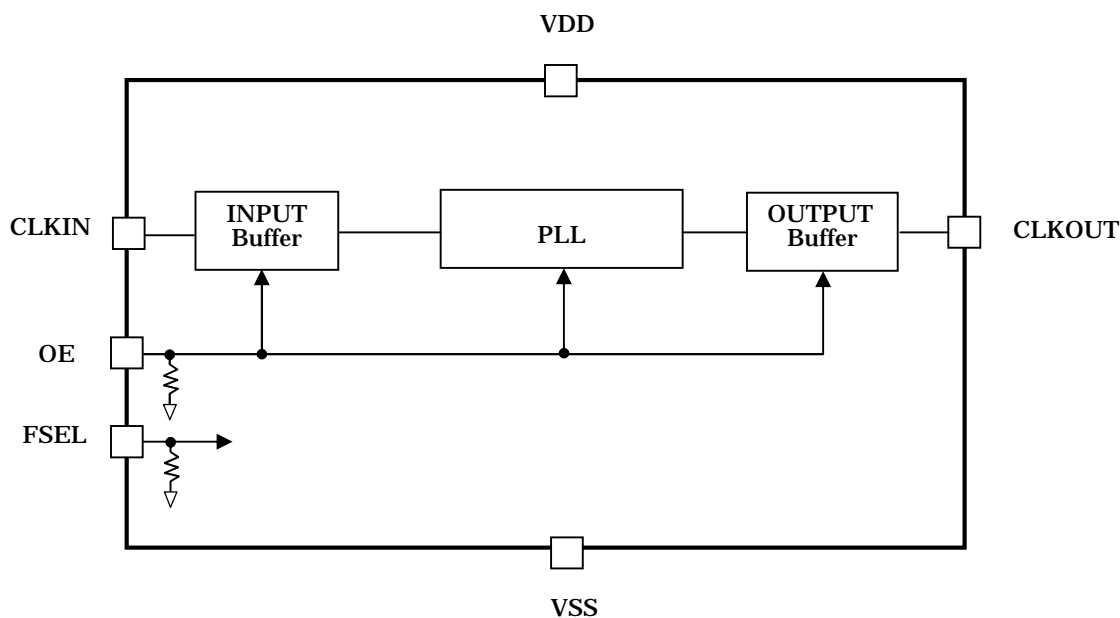 VDD
CLKIN
INPUT
Buffer
PLL
OUTPUT
Buffer
CLKOUT
OE
FSEL
VSS